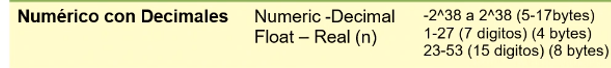 Numérico con Decimales Numeric -Decimal -2^38 a 2^38 (5-17bytes)
Float – Real (n) 1-27 (7 digitos) (4 bytes)
23-53 (15 digitos) (8 bytes)